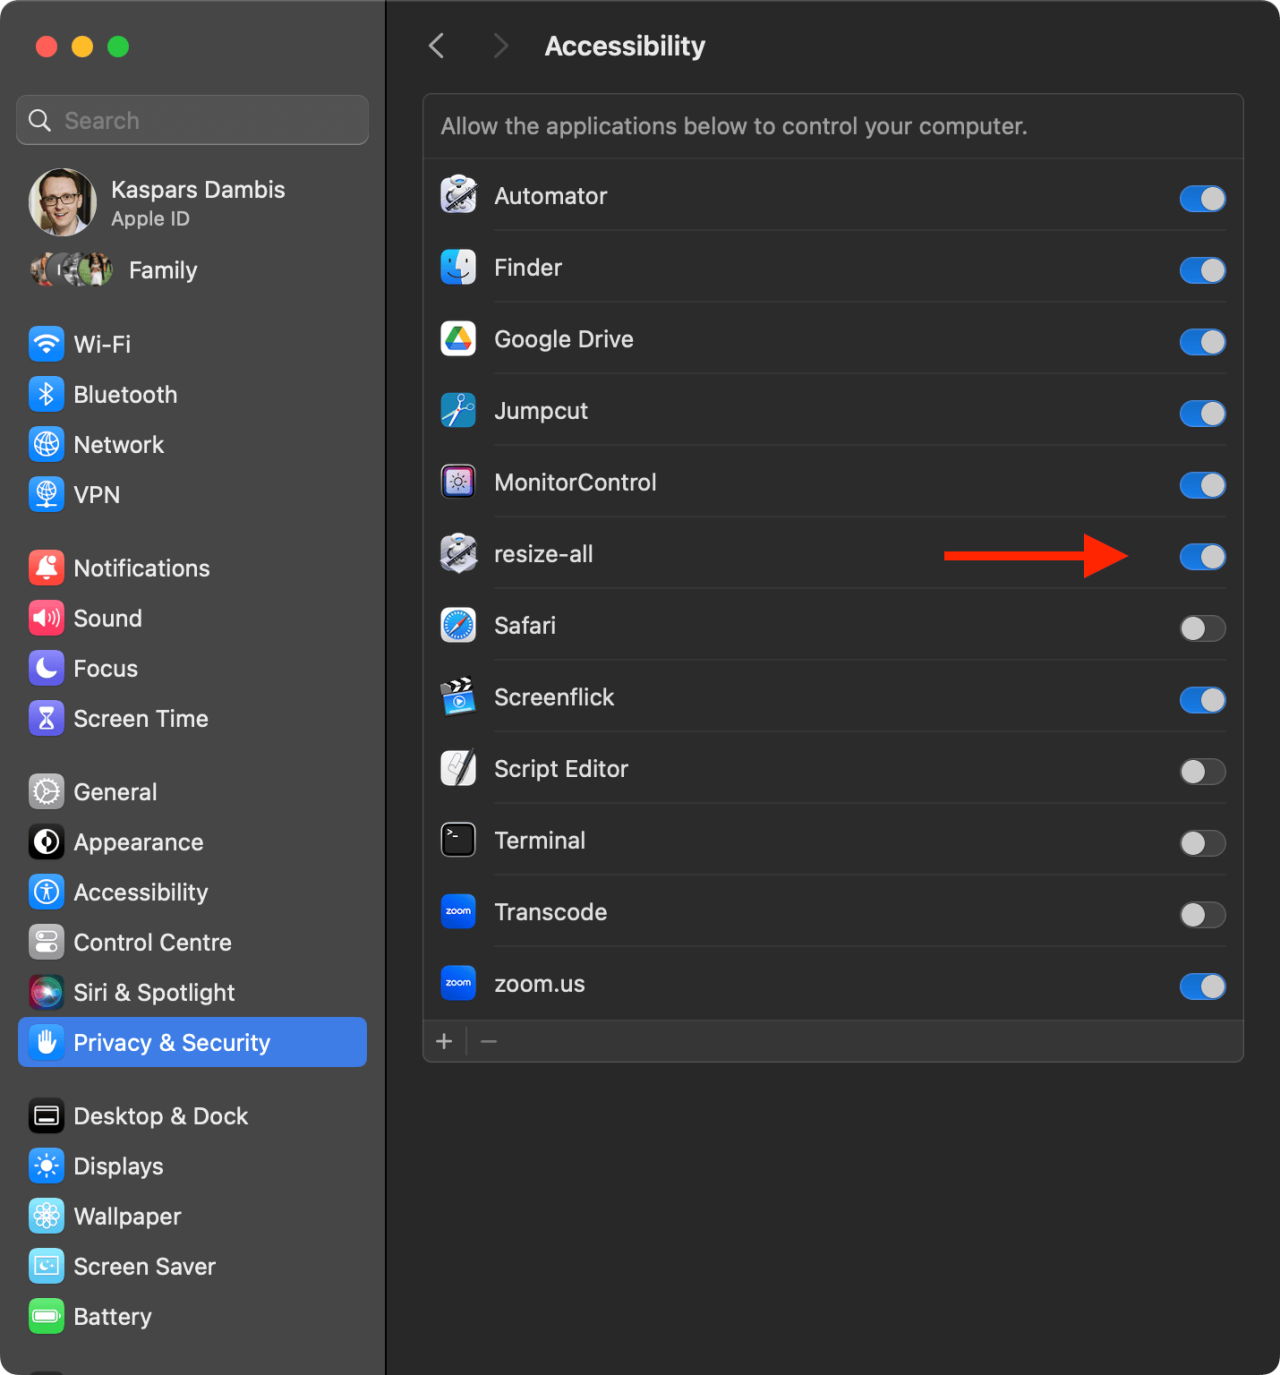 Search
Kaspars Dambis
Apple ID
Family
Wi-Fi
Bluetooth
Network
VPN
Notifications
Sound
Focus
Screen Time
General
Appearance
Accessibility
Control Centre
Siri & Spotlight
Privacy & Security
Desktop & Dock
Displays
Wallpaper
Screen Saver
Battery
Accessibility
Allow the applications below to control your computer.
Automator
Finder
Google Drive
Jumpcut
MonitorControl
resize-all
Safari
Screenflick
Script Editor
Terminal
zoom Transcode
zoom zoom.us